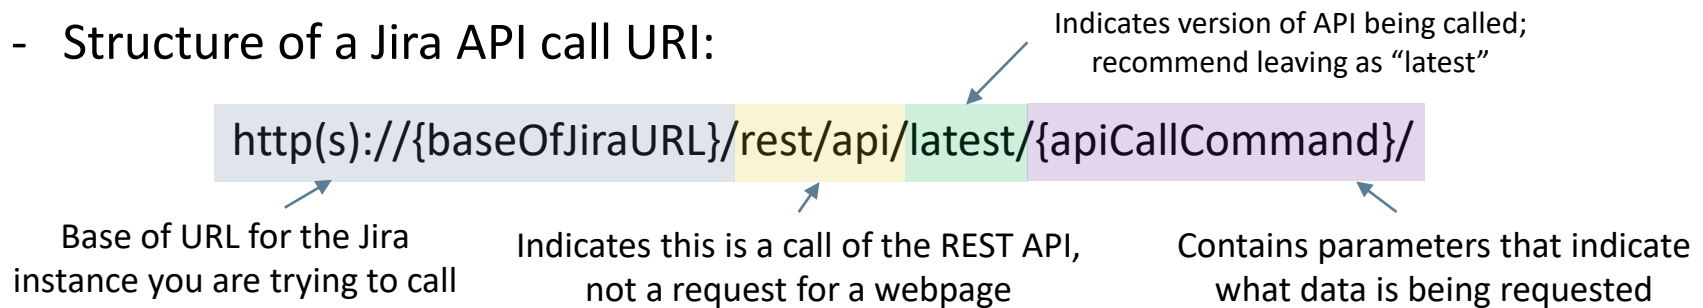 - Structure of a Jira API call URI:
Indicates version of API being called;
recommend leaving as “latest”
http(s)://{baseOfJiraURL}/rest/api/latest/{apiCallCommand}/
Base of URL for the Jira
instance you are trying to call
Indicates this is a call of the REST API,
not a request for a webpage
Contains parameters that indicate
what data is being requested